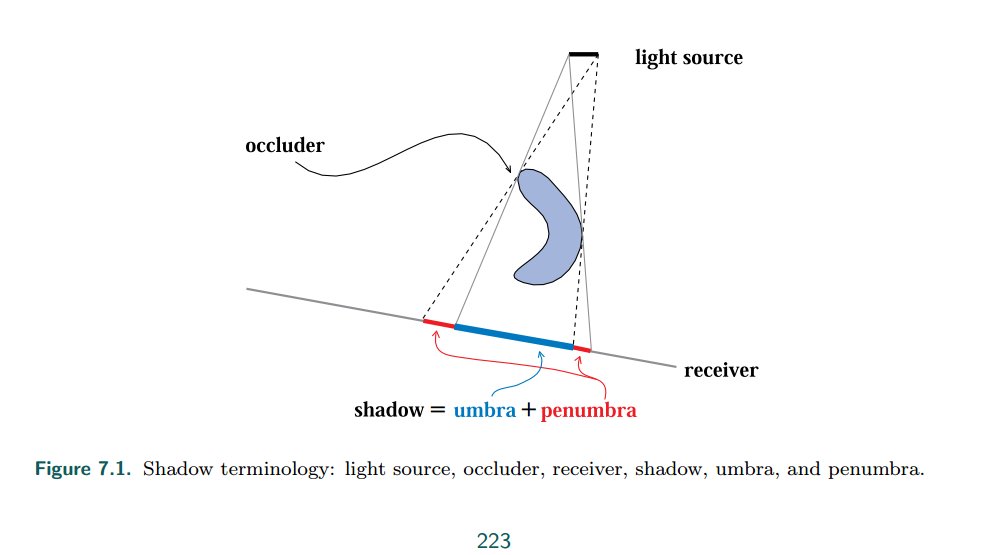 light source
occluder
receiver
shadow = umbra + penumbra
Figure 7.1. Shadow terminology: light source, occluder, receiver, shadow, umbra, and penumbra.
223